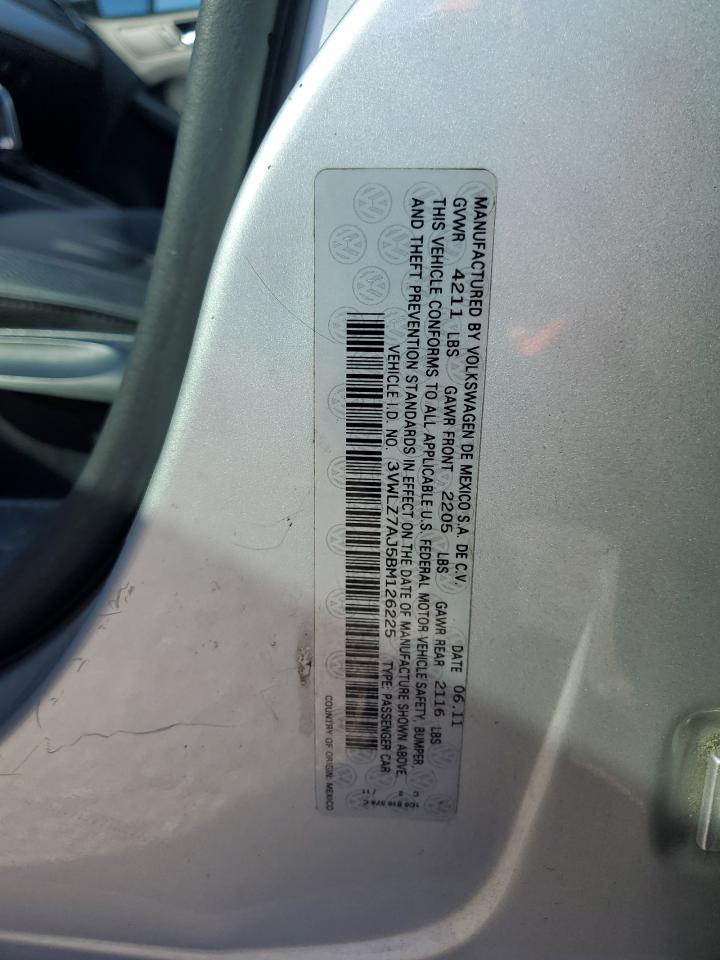 MANUFACTURED BY VOLKSWAGEN DE MEXICO S.A. DE C.V.
GVWR 4211 LBS GAWR FRONT 2205 LBS GAWR REAR 2116 LBS DATE 06.11
THIS VEHICLE CONFORMS TO ALL APPLICABLE U.S. FEDERAL MOTOR VEHICLE SAFETY, BUMPER,
AND THEFT PREVENTION STANDARDS IN EFFECT ON THE DATE OF MANUFACTURE SHOWN ABOVE.
VEHICLE I.D. NO. 3VWLZ7AJ5BM126225 TYPE: PASSENGER CAR
COUNTRY OF ORIGIN: MEXICO